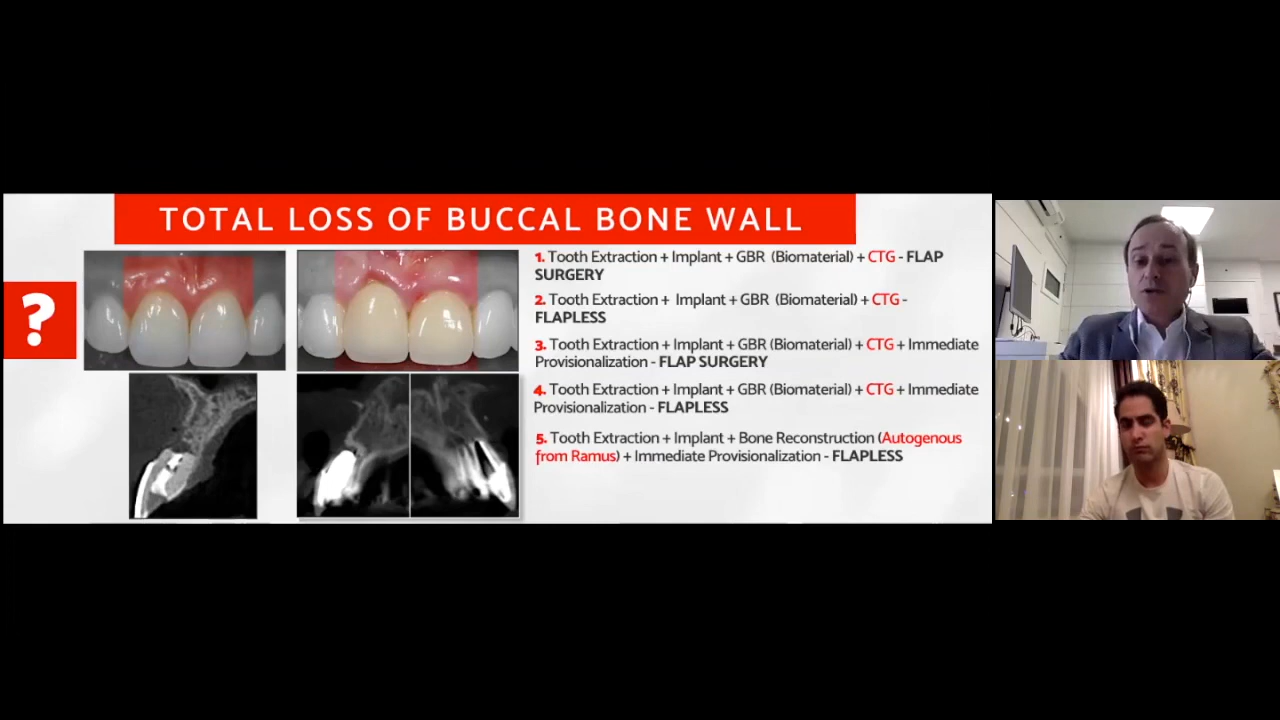 TOTAL LOSS OF BUCCAL BONE WALL
?
1. Tooth Extraction + Implant + GBR (Biomaterial) + CTG - FLAP
SURGERY
2. Tooth Extraction + Implant + GBR (Biomaterial) + CTG -
FLAPLESS
3. Tooth Extraction + Implant + GBR (Biomaterial) + CTG + Immediate
Provisionalization - FLAP SURGERY
4. Tooth Extraction + Implant + GBR (Biomaterial) + CTG + Immediate
Provisionalization - FLAPLESS
5. Tooth Extraction + Implant + Bone Reconstruction (Autogenous
from Ramus) + Immediate Provisionalization - FLAPLESS